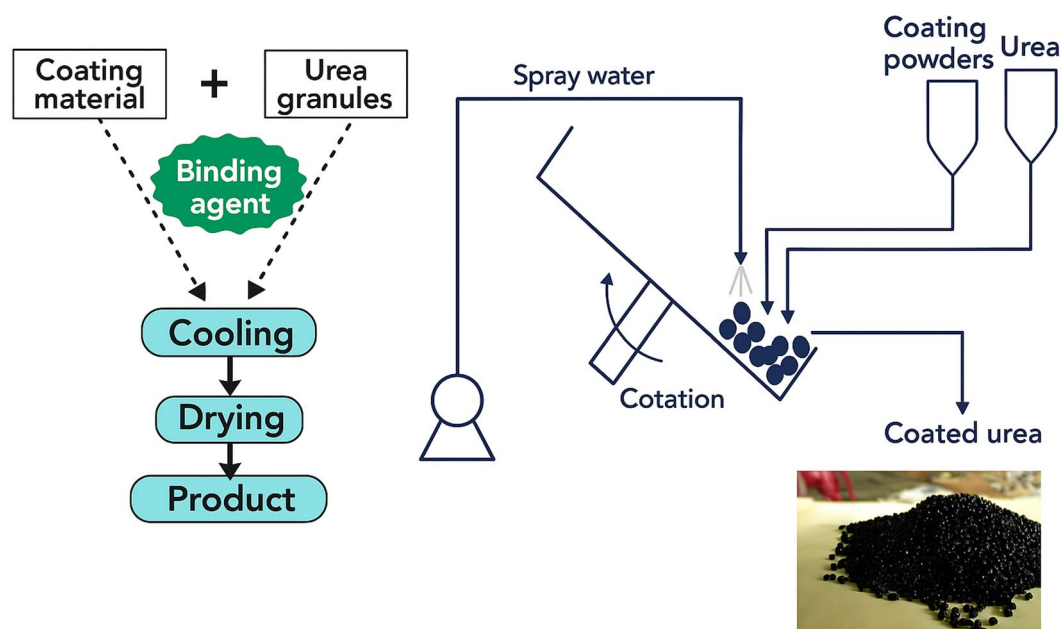 Coating
material
+
Urea
granules
Binding
agent
Cooling
Drying
Product
Spray water
Coating
powders
Urea
Cotation
Coated urea